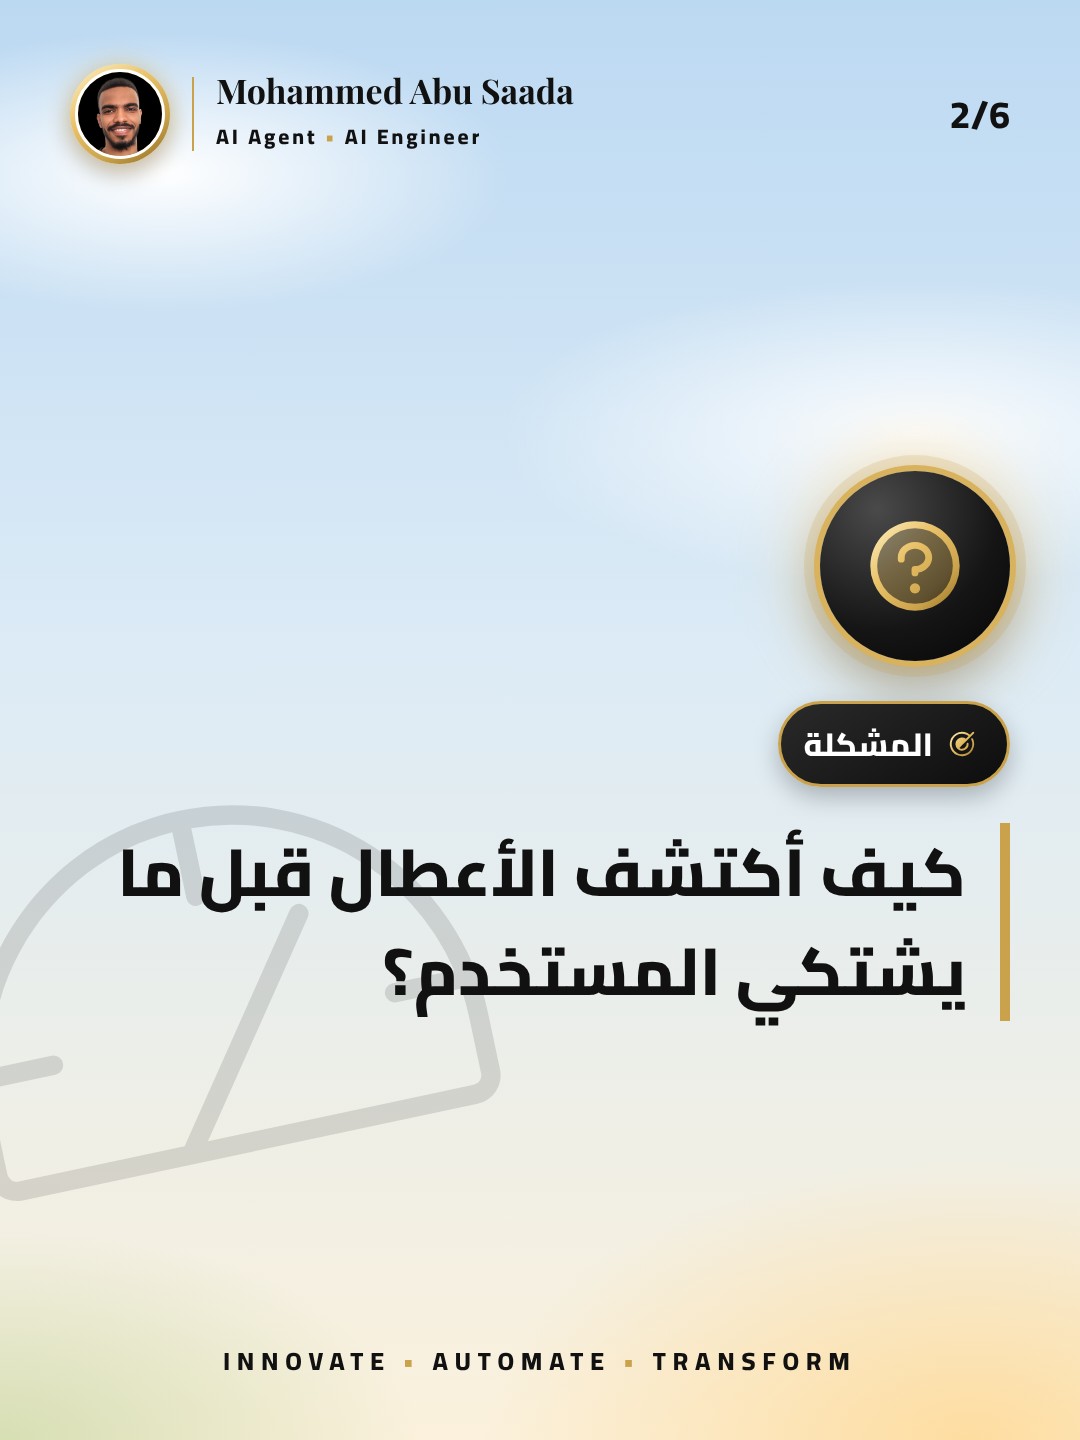 Mohammed Abu Saada
AI Agent ▪ AI Engineer
2/6
المشكلة
كيف أكتشف الأعطال قبل ما
يشتكي المستخدم؟
INNOVATE ▪ AUTOMATE ▪ TRANSFORM